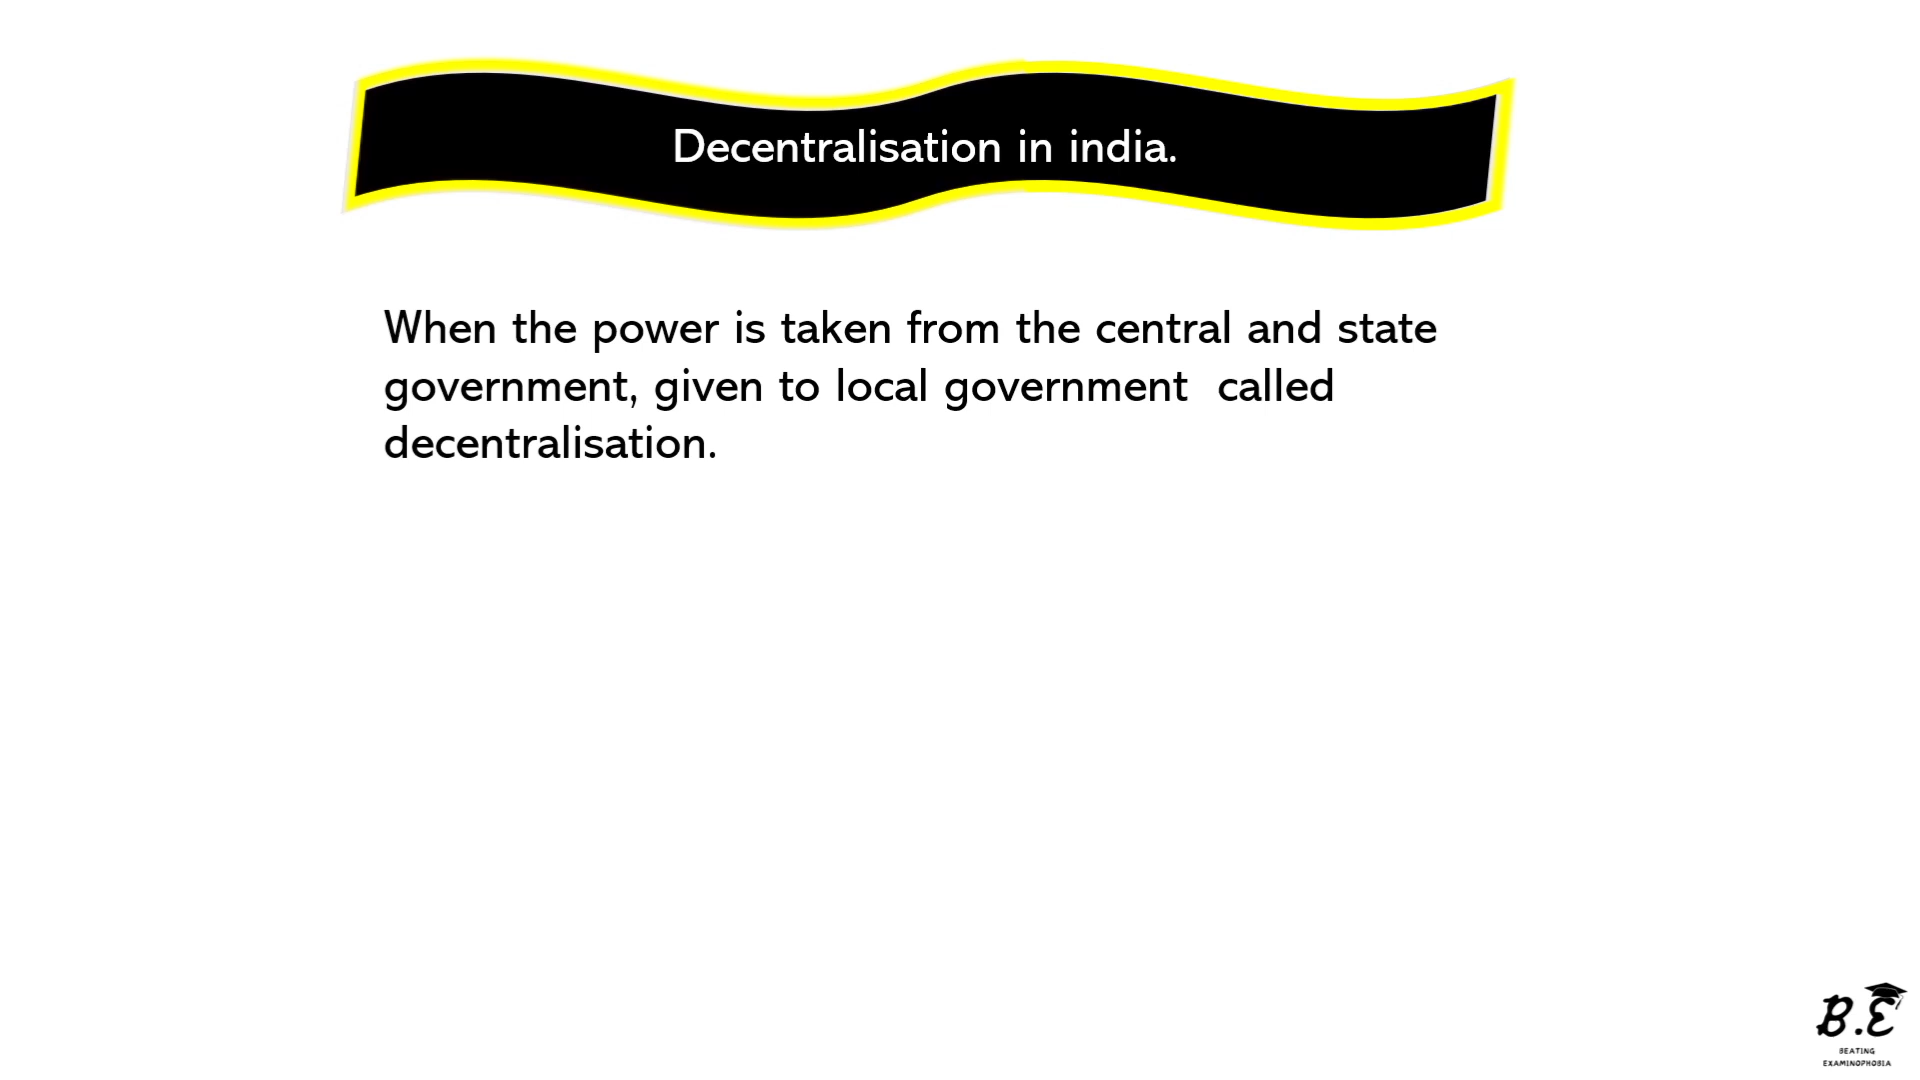 Decentralisation in india.
When the power is taken from the central and state
government, given to local government  called
decentralisation.
B.E
BEATING
EXAMINOPHOBIA